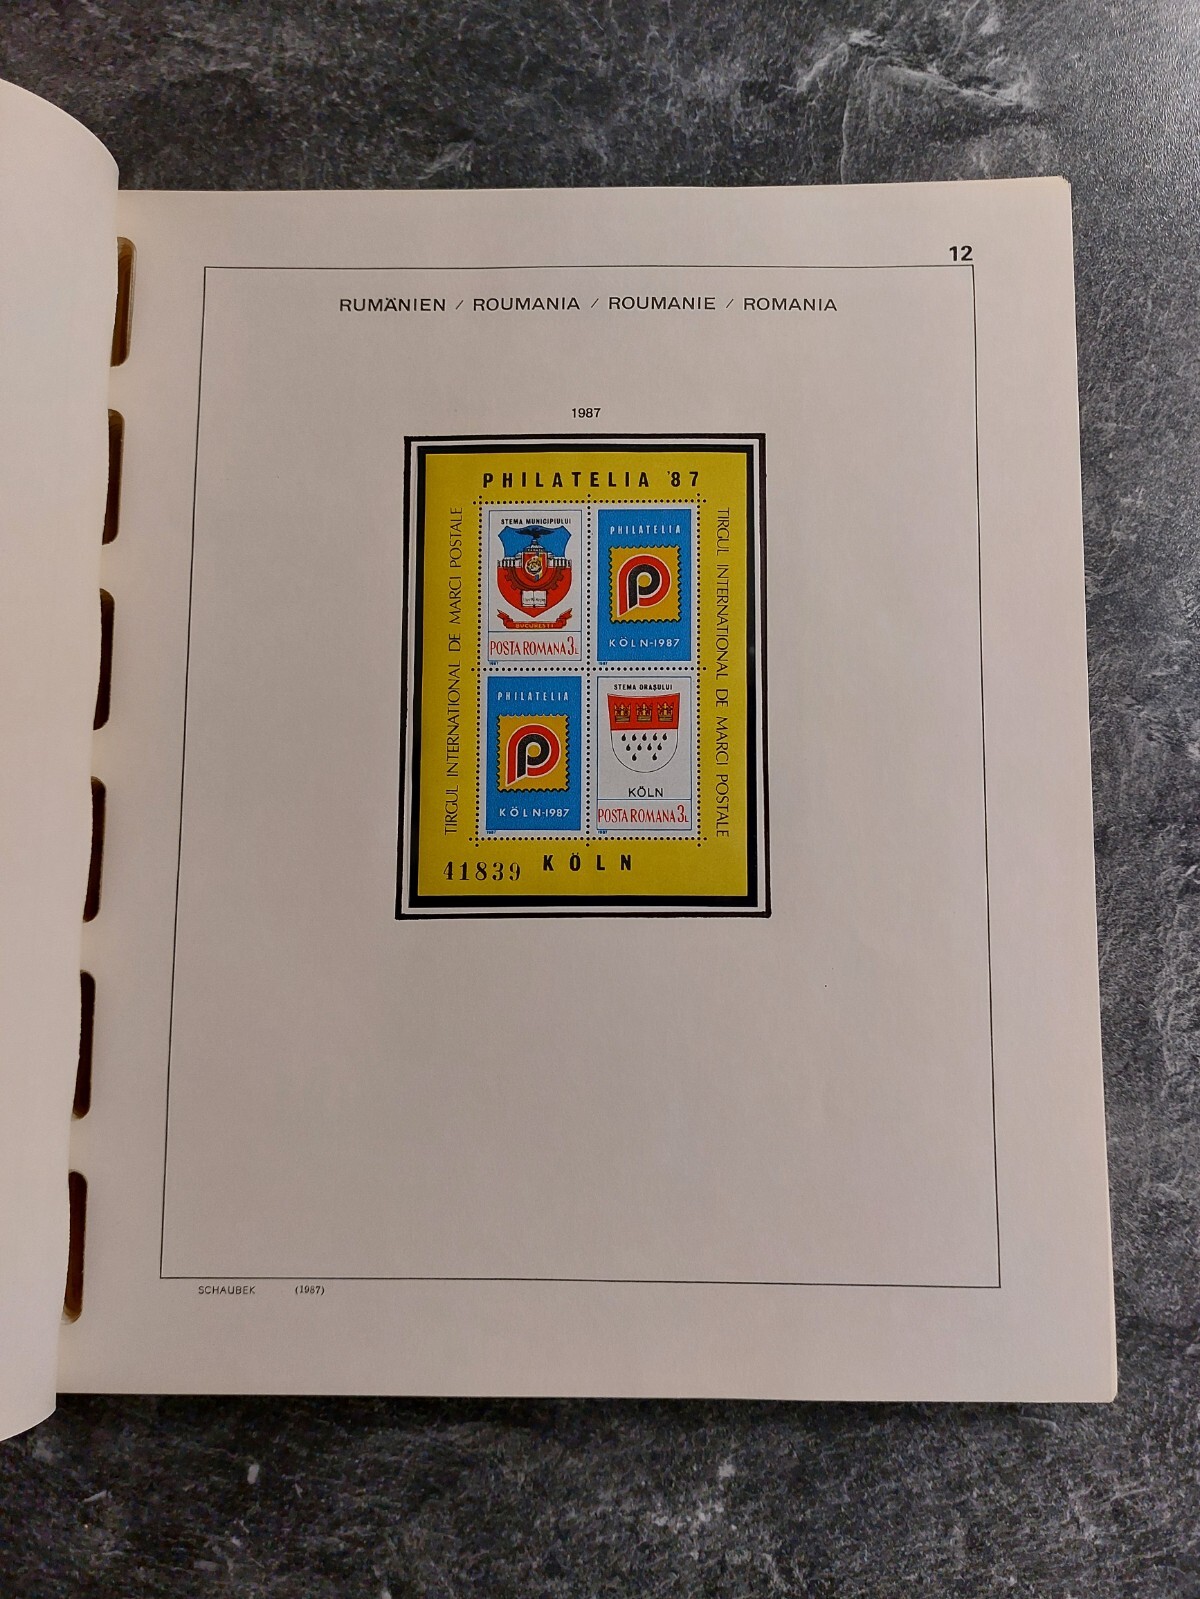 12
RUMÄNIEN / ROUMANIA / ROUMANIE / ROMANIA
1987
PHILATELIA '87
TIRGUL INTERNATIONAL DE MARCI POSTALE
STEMA MUNICIPIULUI
BUCUREȘTI
POSTA ROMANA 3L
1987
PHILATELIA
KÖLN-1987
1987
TIRGUL INTERNATIONAL DE MARCI POSTALE
PHILATELIA
KÖLN-1987
1987
STEMA ORAȘULUI
KÖLN
POSTA ROMANA 3L
1987
41839 KÖLN
SCHAUBEK (1987)